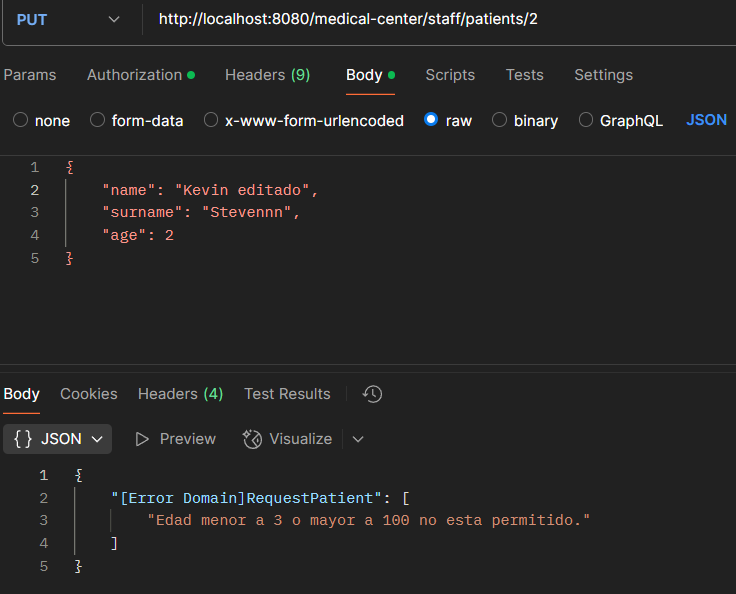 PUT http://localhost:8080/medical-center/staff/patients/2
Params Authorization Headers (9) Body Scripts Tests Settings
none form-data x-www-form-urlencoded raw binary GraphQL JSON
1 {
2 "name": "Kevin editado",
3 "surname": "Stevennn",
4 "age": 2
5 }
Body Cookies Headers (4) Test Results
{} JSON Preview Visualize
1 {
2 "[Error Domain]RequestPatient": [
3 "Edad menor a 3 o mayor a 100 no esta permitido."
4 ]
5 }